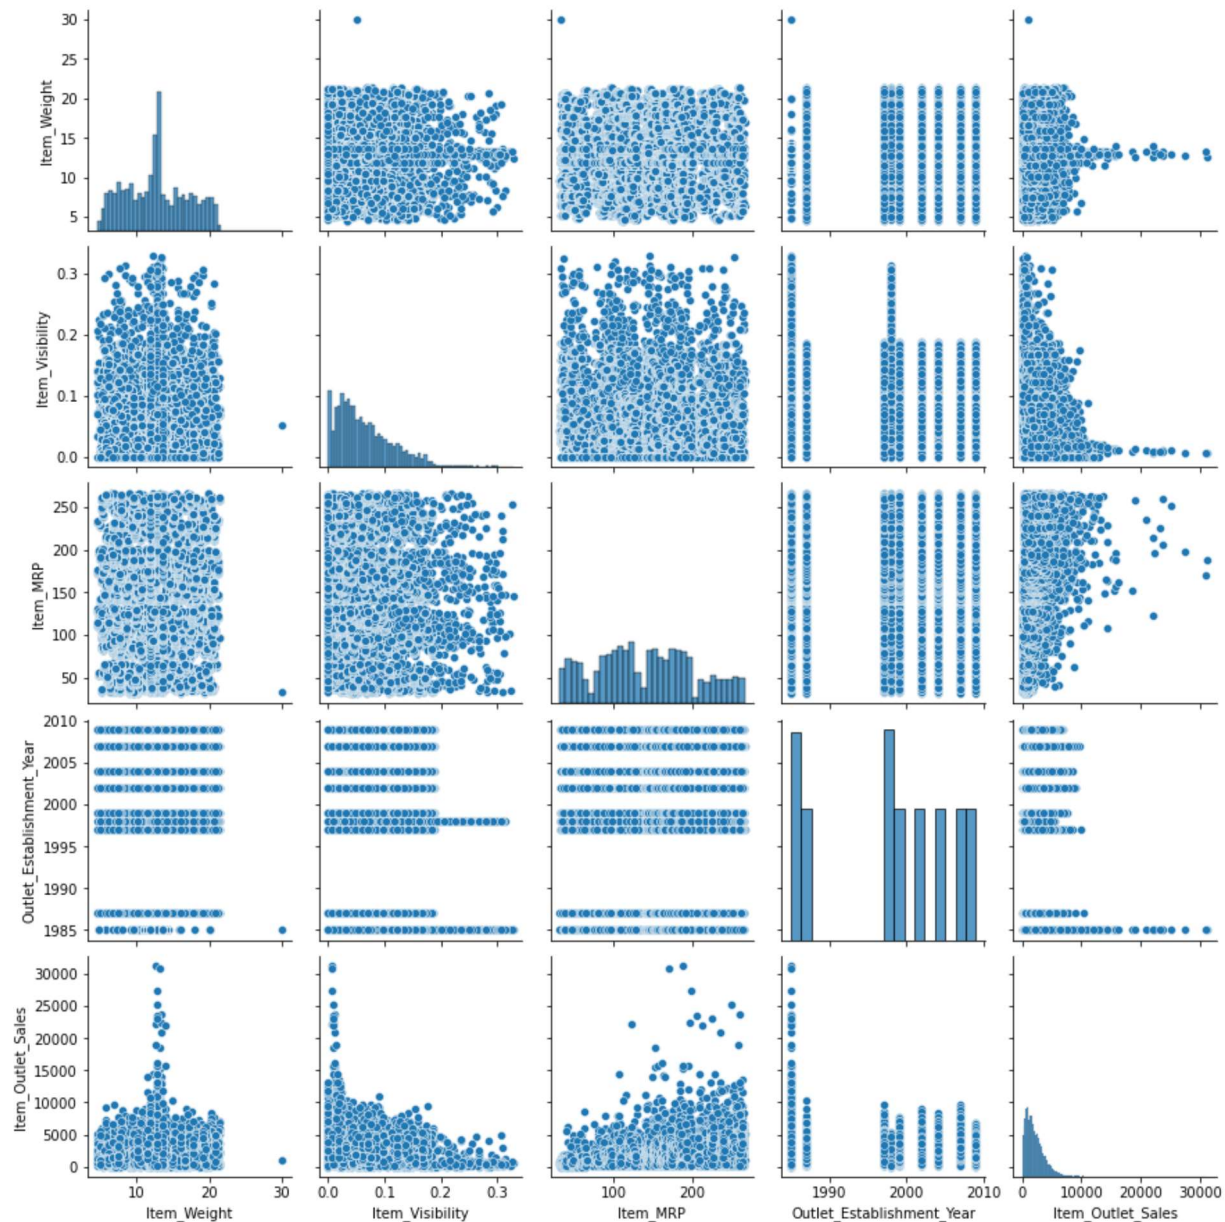 30
25
20
15
10
5
Item_Weight
0.3
0.2
0.1
0.0
Item_Visibility
250
200
150
100
50
Item_MRP
2010
2005
2000
1995
1990
1985
Outlet_Establishment_Year
30000
25000
20000
15000
10000
5000
0
Item_Outlet_Sales
10 20 30
Item_Weight
0.0 0.1 0.2 0.3
Item_Visibility
100 200
Item_MRP
1990 2000 2010
Outlet_Establishment_Year
0 10000 20000 30000
Item_Outlet_Sales